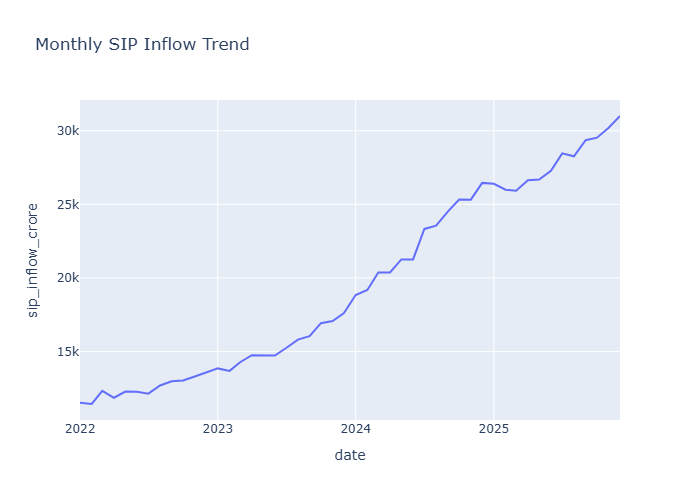 Monthly SIP Inflow Trend
30k
25k
20k
15k
sip_inflow_crore
2022
2023
2024
2025
date